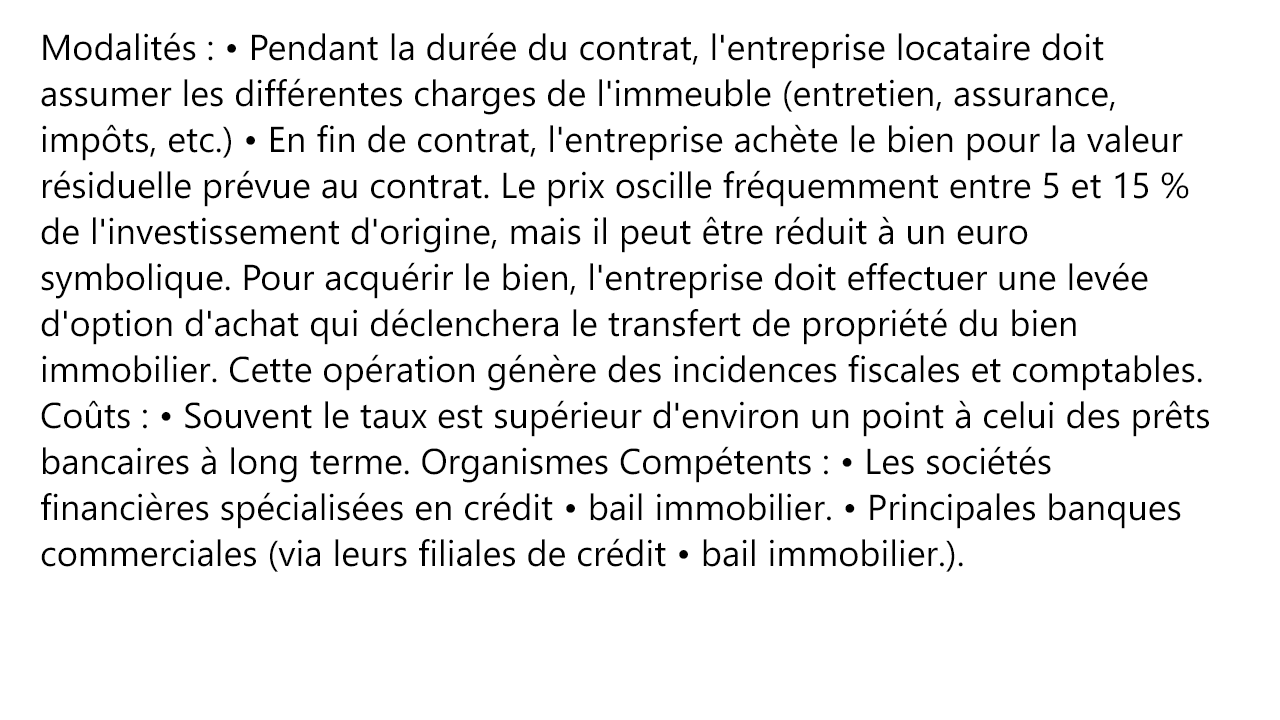 Modalités : • Pendant la durée du contrat, l'entreprise locataire doit
assumer les différentes charges de l'immeuble (entretien, assurance,
impôts, etc.) • En fin de contrat, l'entreprise achète le bien pour la valeur
résiduelle prévue au contrat. Le prix oscille fréquemment entre 5 et 15 %
de l'investissement d'origine, mais il peut être réduit à un euro
symbolique. Pour acquérir le bien, l'entreprise doit effectuer une levée
d'option d'achat qui déclenchera le transfert de propriété du bien
immobilier. Cette opération génère des incidences fiscales et comptables.
Coûts : • Souvent le taux est supérieur d'environ un point à celui des prêts
bancaires à long terme. Organismes Compétents : • Les sociétés
financières spécialisées en crédit • bail immobilier. • Principales banques
commerciales (via leurs filiales de crédit • bail immobilier.).